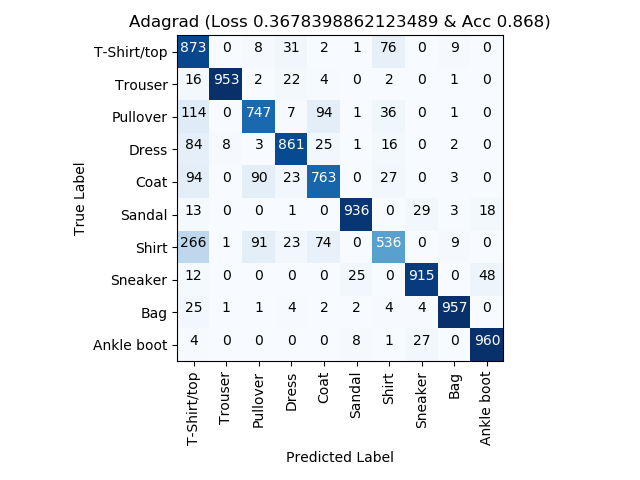 Adagrad (Loss 0.3678398862123489 & Acc 0.868)
T-Shirt/top 873 0 8 31 2 1 76 0 9 0
Trouser 16 953 2 22 4 0 2 0 1 0
Pullover 114 0 747 7 94 1 36 0 1 0
Dress 84 8 3 861 25 1 16 0 2 0
Coat 94 0 90 23 763 0 27 0 3 0
Sandal 13 0 0 1 0 936 0 29 3 18
Shirt 266 1 91 23 74 0 536 0 9 0
Sneaker 12 0 0 0 0 25 0 915 0 48
Bag 25 1 1 4 2 2 4 4 957 0
Ankle boot 4 0 0 0 0 8 1 27 0 960
True Label
T-Shirt/top Trouser Pullover Dress Coat Sandal Shirt Sneaker Bag Ankle boot
Predicted Label